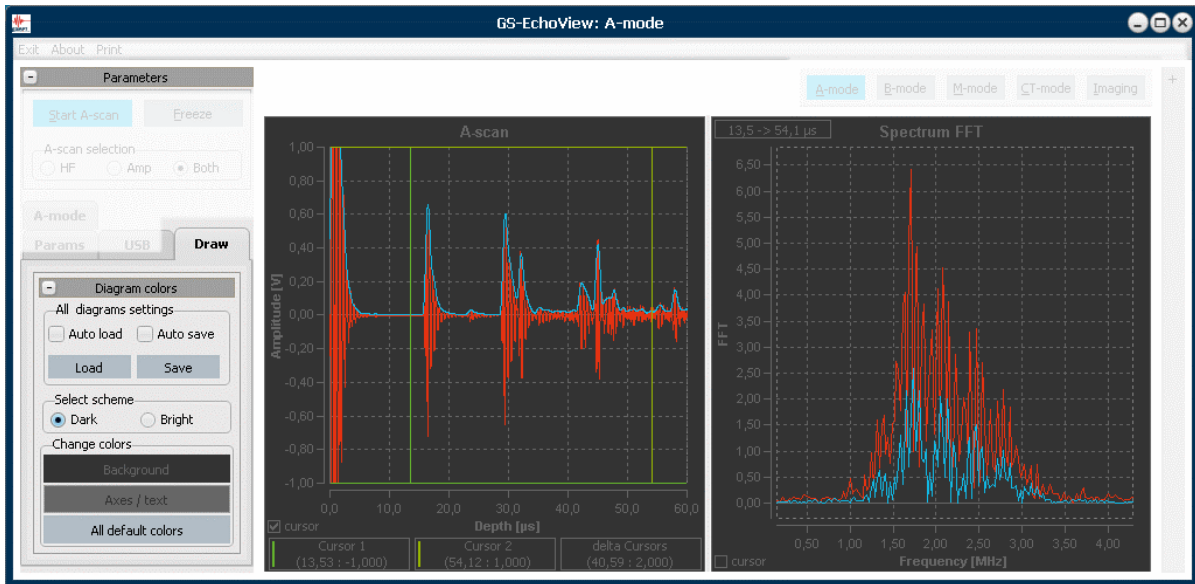 GS-EchoView: A-mode
Exit About Print
Parameters
Start A-scan Freeze
A-scan selection
HF Amp Both
A-mode
Params USB Draw
Diagram colors
All diagrams settings
Auto load Auto save
Load Save
Select scheme
Dark Bright
Change colors
Background
Axes / text
All default colors
A-mode B-mode M-mode CT-mode Imaging
+
A-scan
Amplitude [V]
1,00
0,80
0,60
0,40
0,20
0,00
-0,20
-0,40
-0,60
-0,80
-1,00
0,0 10,0 20,0 30,0 40,0 50,0 60,0
Depth [µs]
cursor
Cursor 1 Cursor 2 delta Cursors
(13,53 : -1,000) (54,12 : 1,000) (40,59 : 2,000)
13,5 -> 54,1 µs
Spectrum FFT
FFT
6,50
6,00
5,50
5,00
4,50
4,00
3,50
3,00
2,50
2,00
1,50
1,00
0,50
0,00
0,50 1,00 1,50 2,00 2,50 3,00 3,50 4,00
Frequency [MHz]
cursor